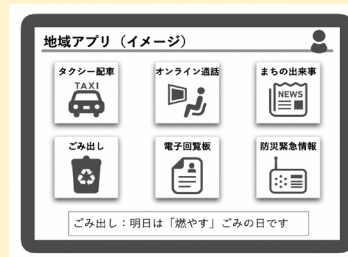 地域アプリ（イメージ）
タクシー配車
オンライン通話
まちの出来事
TAXI
NEWS
ごみ出し
電子回覧板
防災緊急情報
ごみ出し：明日は「燃やす」ごみの日です